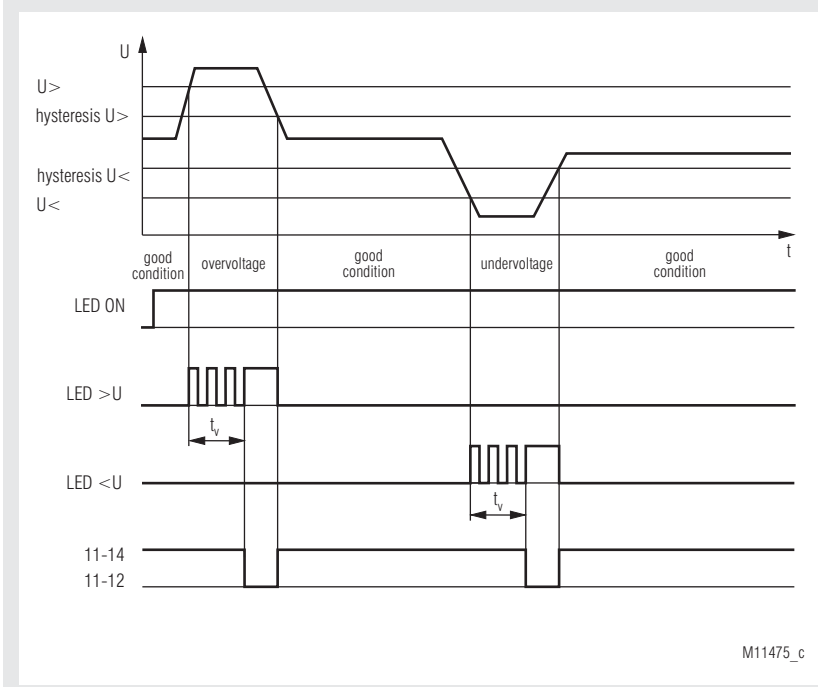 U
U>
hysteresis U>
hysteresis U<
U<
t
good condition
overvoltage
good condition
undervoltage
good condition
LED ON
LED >U
tv
LED <U
tv
11-14
11-12
M11475_c